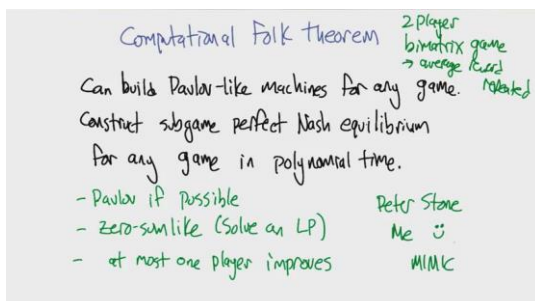 Computational Folk theorem
2 player
bimatrix game
→ average reward
repeated
Can build Pavlov-like machines for any game.
Construct subgame perfect Nash equilibrium
for any game in polynomial time.
- Pavlov if possible
- zero-sum like (Solve an LP)
- at most one player improves
Peter Stone
Me ü